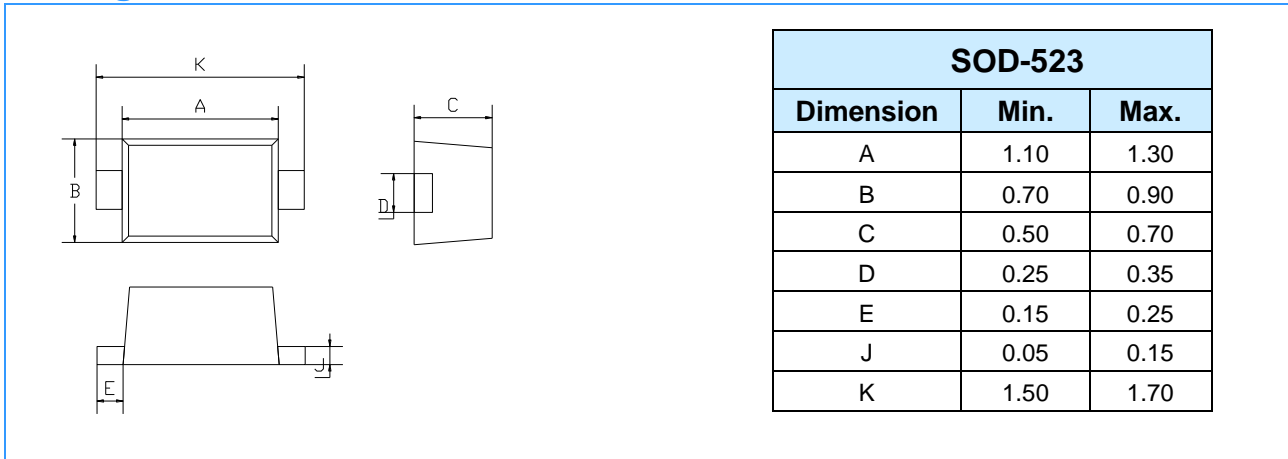 K
A
B
C
D
E
J
SOD-523
Dimension Min. Max.
A 1.10 1.30
B 0.70 0.90
C 0.50 0.70
D 0.25 0.35
E 0.15 0.25
J 0.05 0.15
K 1.50 1.70